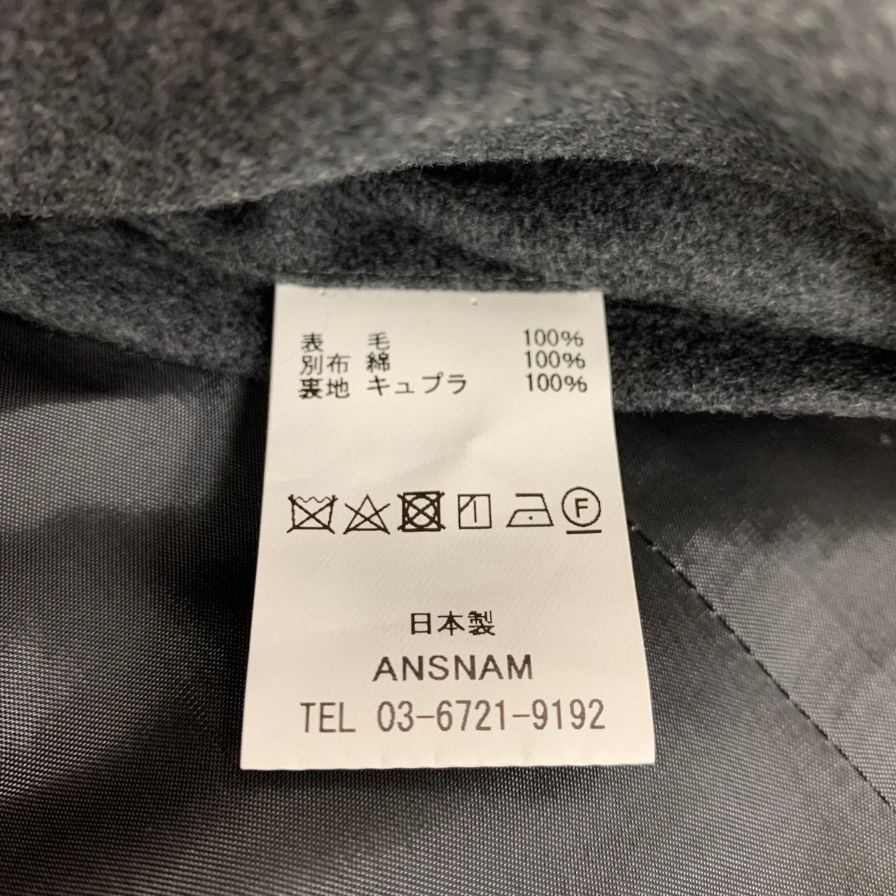 表 毛 100%
別布 綿 100%
裏地 キュプラ 100%
F
日本製
ANSNAM
TEL 03-6721-9192